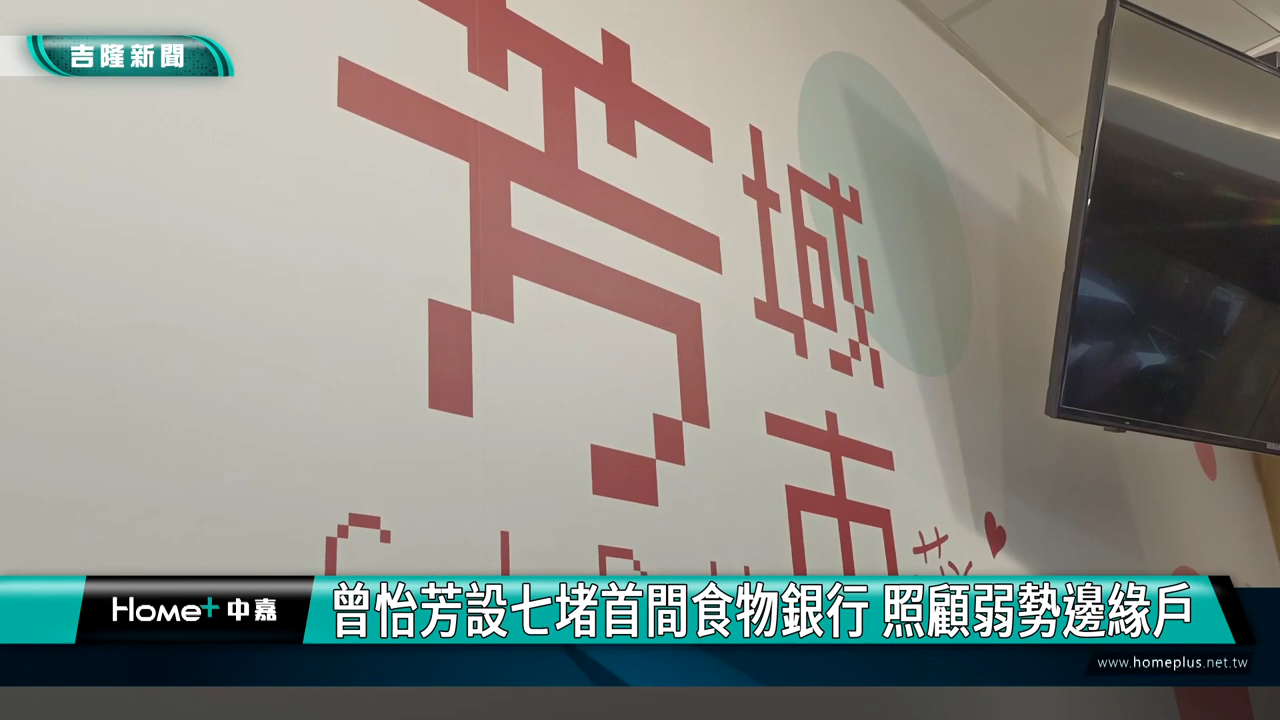 吉隆新聞
芳
城市
Home+ 中嘉
曾怡芳設七堵首間食物銀行 照顧弱勢邊緣戶
www.homeplus.net.tw